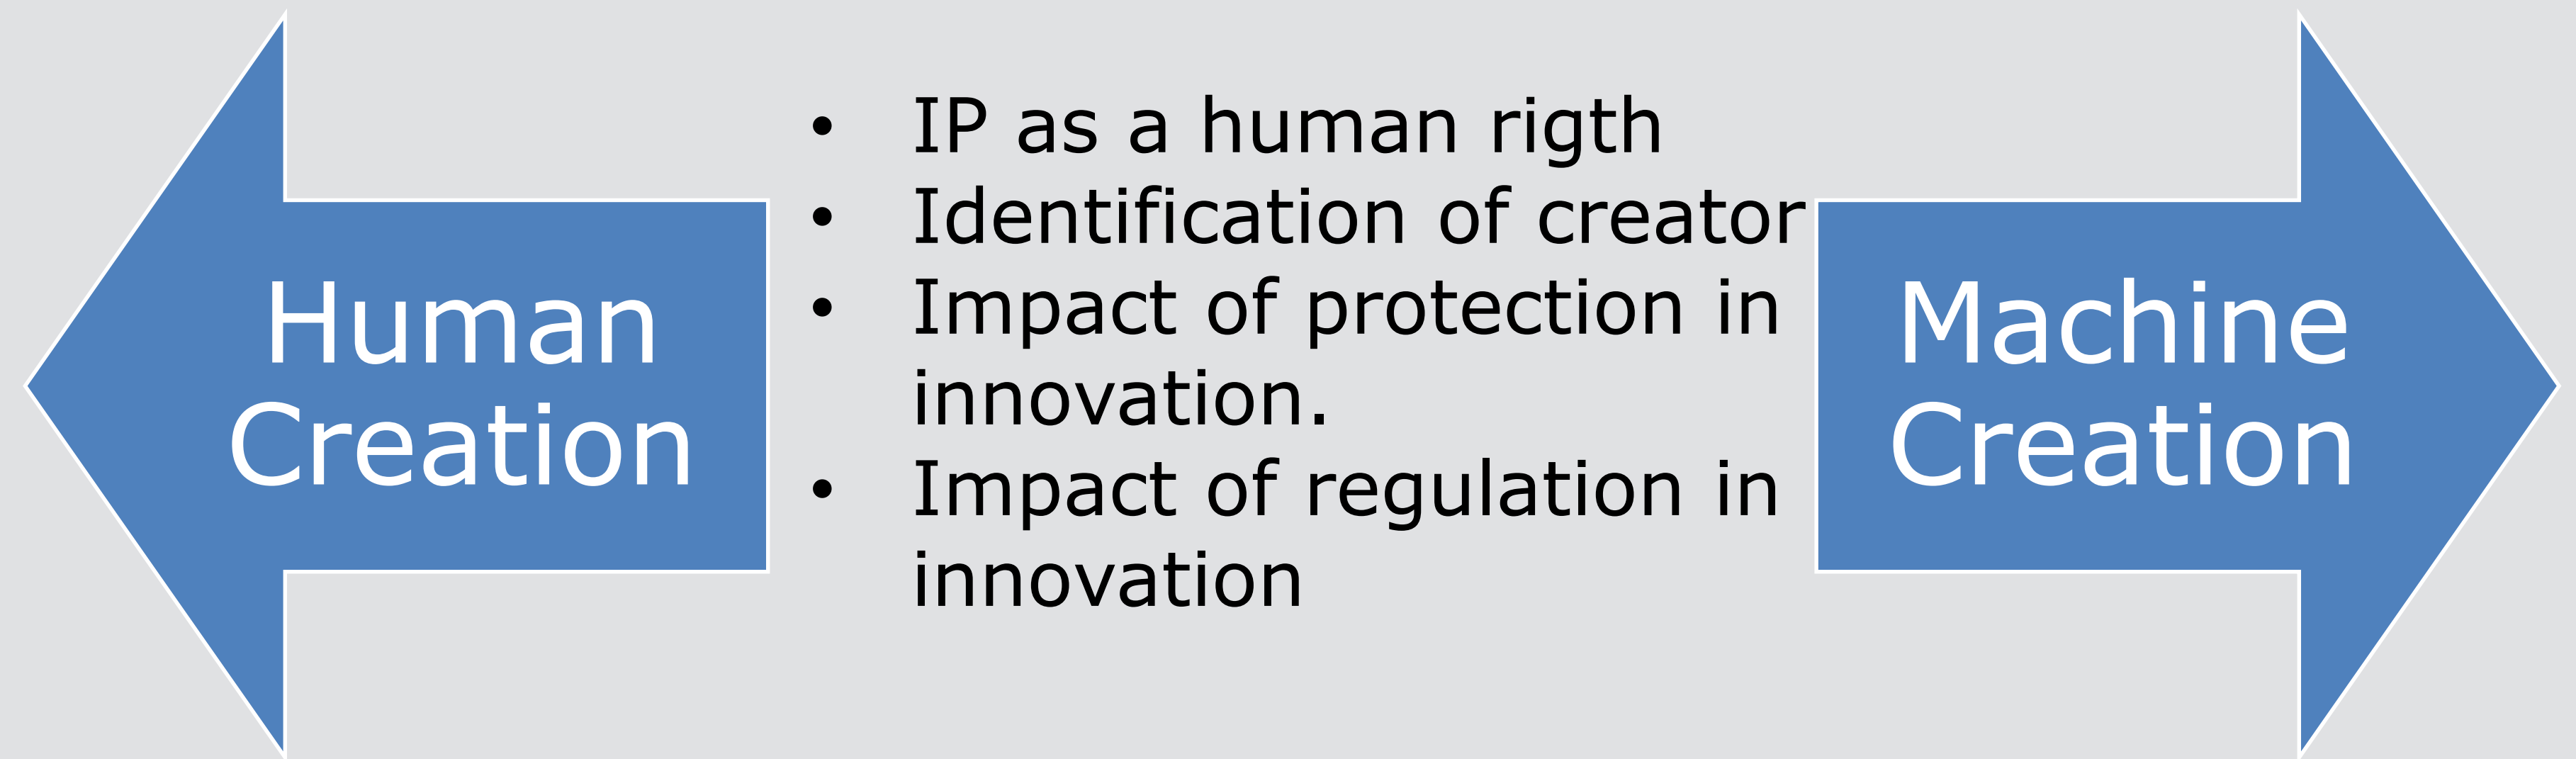 Human
Creation
• IP as a human rigth
• Identification of creator
• Impact of protection in
innovation.
• Impact of regulation in
innovation
Machine
Creation